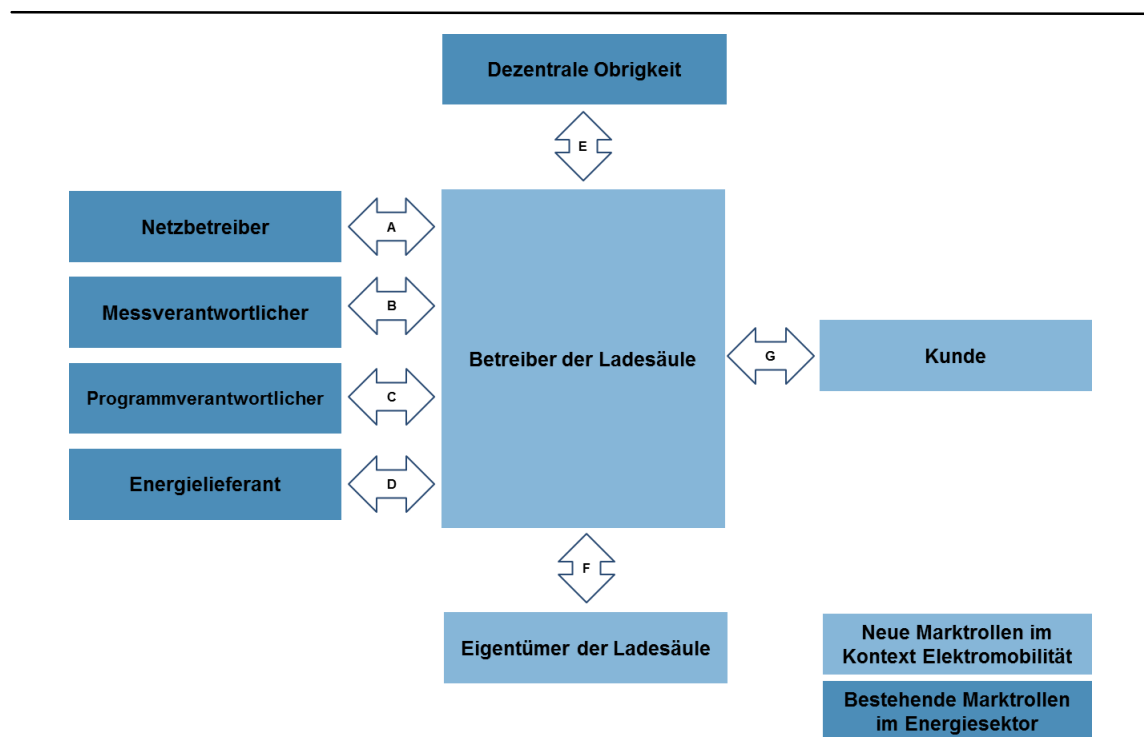 Dezentrale Obrigkeit
E
Netzbetreiber
A
Messverantwortlicher
B
Betreiber der Ladesäule
G
Kunde
Programmverantwortlicher
C
Energielieferant
D
F
Eigentümer der Ladesäule
Neue Marktrollen im
Kontext Elektromobilität
Bestehende Marktrollen
im Energiesektor